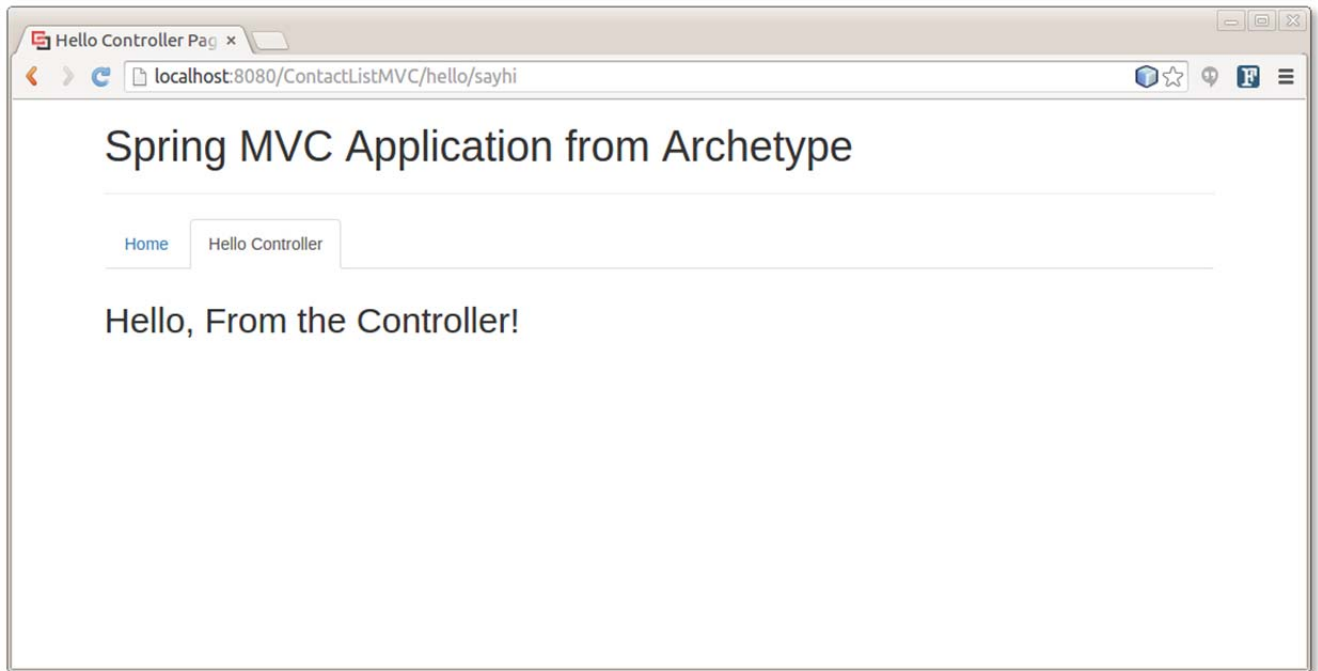 Hello Controller Pag
localhost:8080/ContactListMVC/hello/sayhi
Spring MVC Application from Archetype
Home
Hello Controller
Hello, From the Controller!